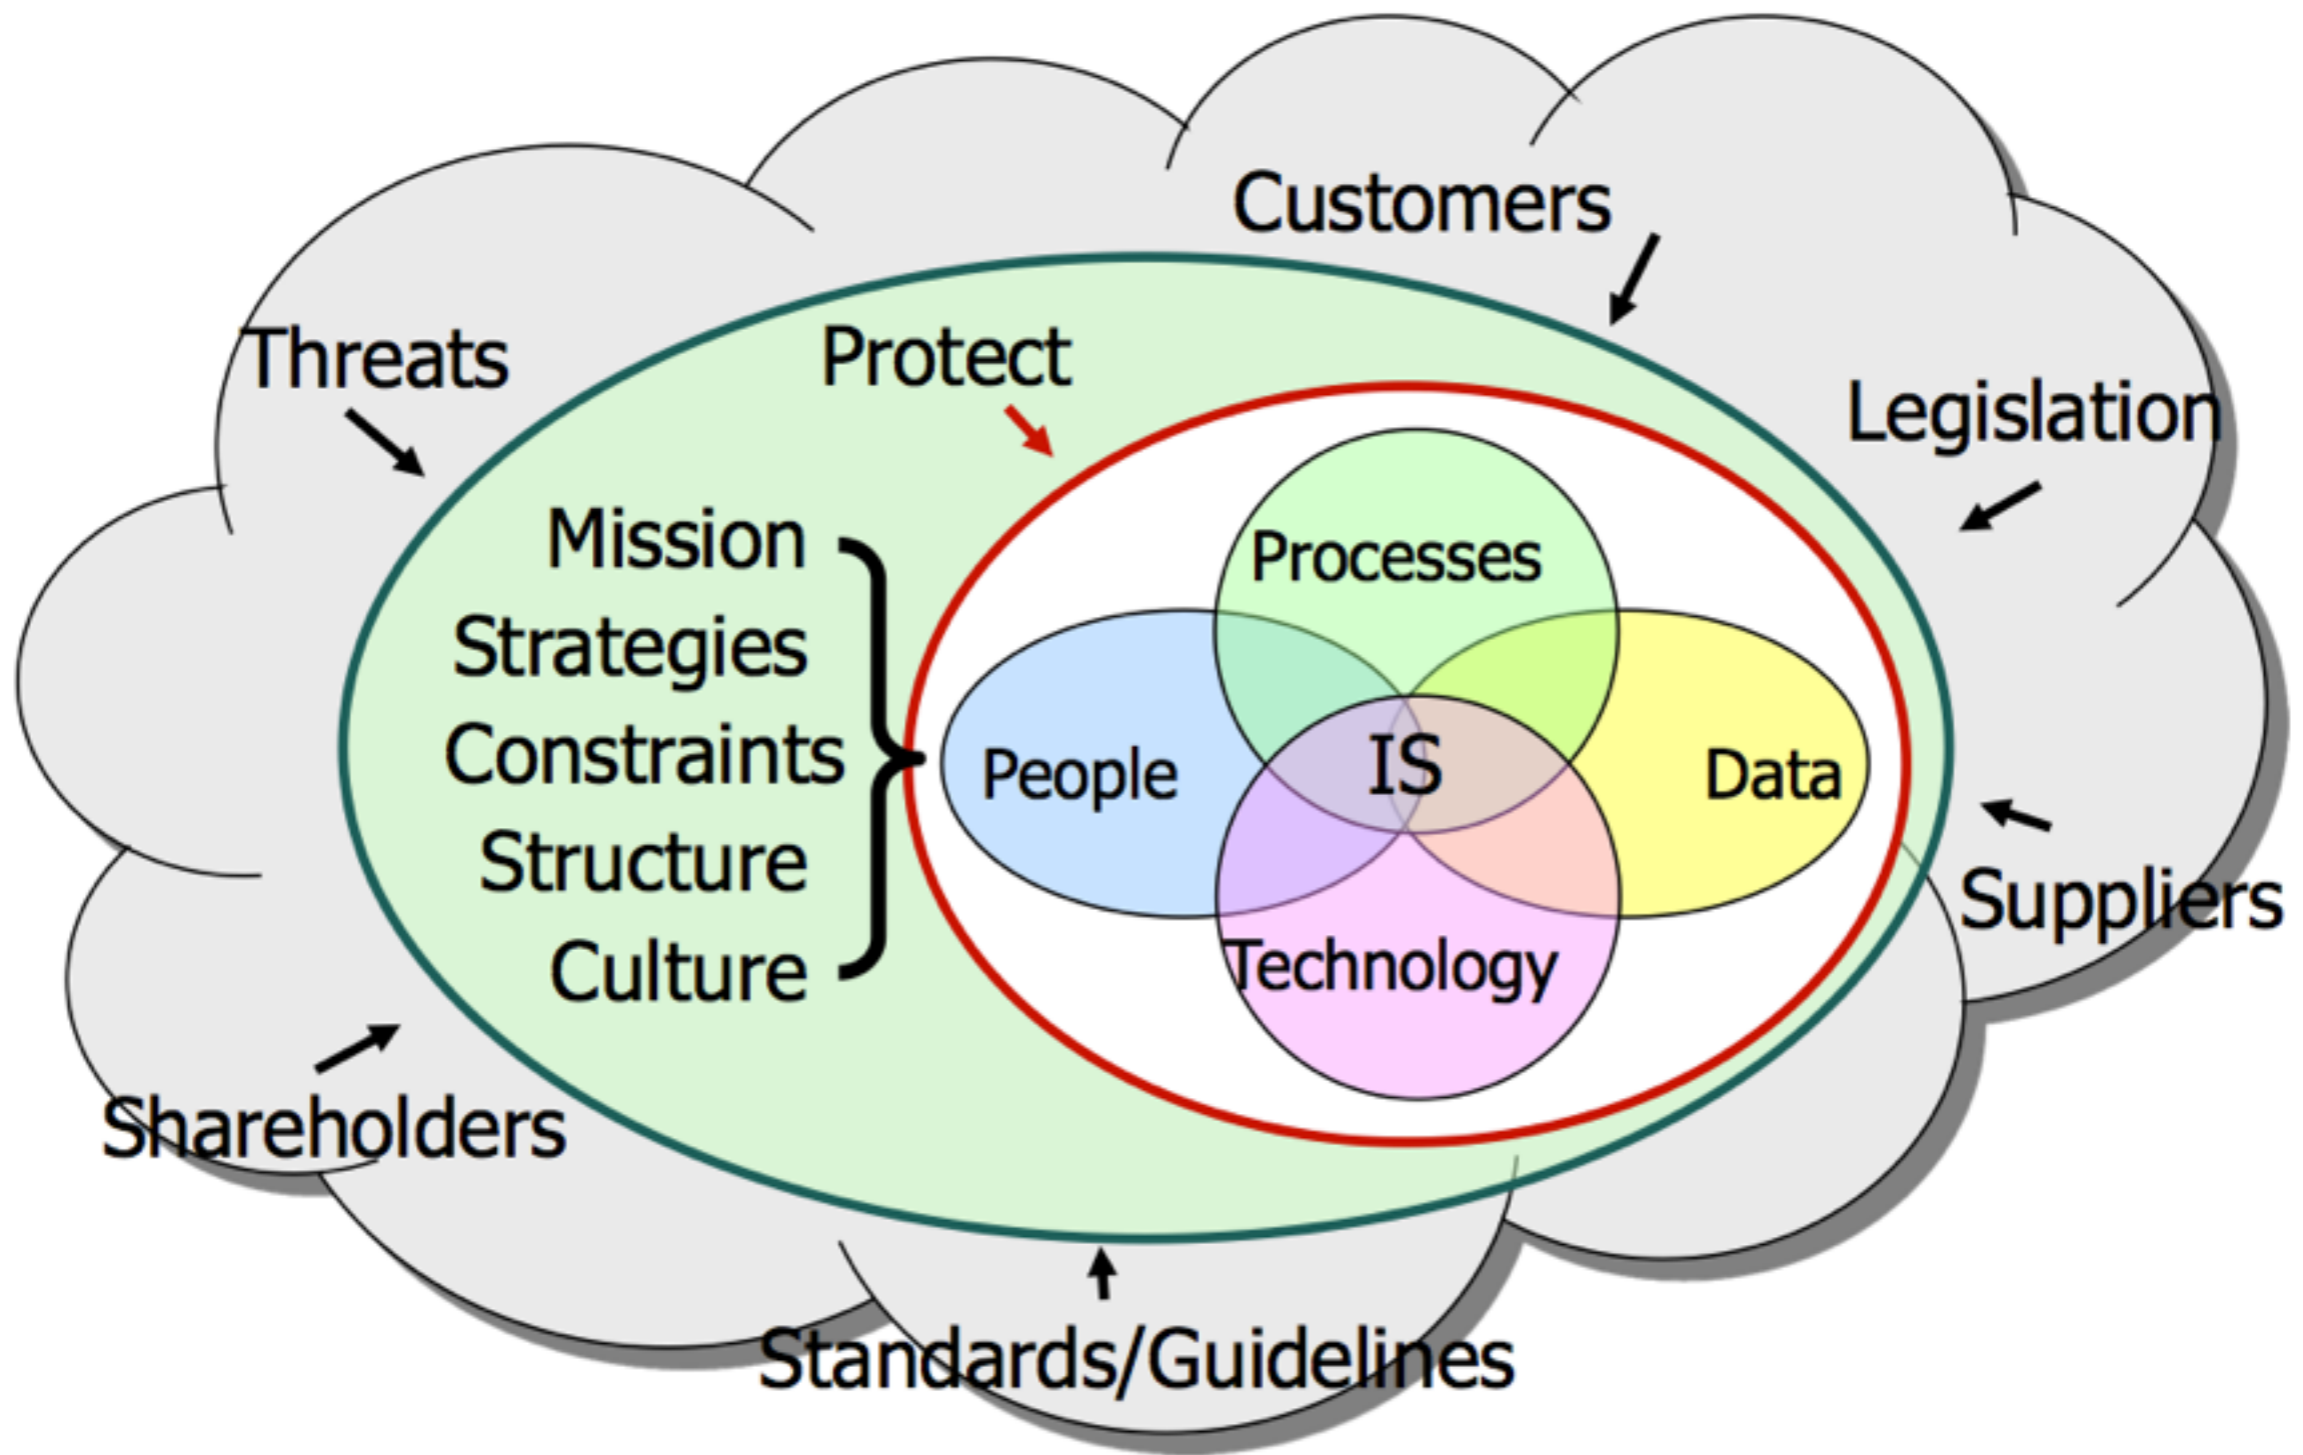 Customers
Threats
Protect
Legislation
Mission
Strategies
Constraints
Structure
Culture
Processes
People
IS
Data
Technology
Suppliers
Shareholders
Standards/Guidelines